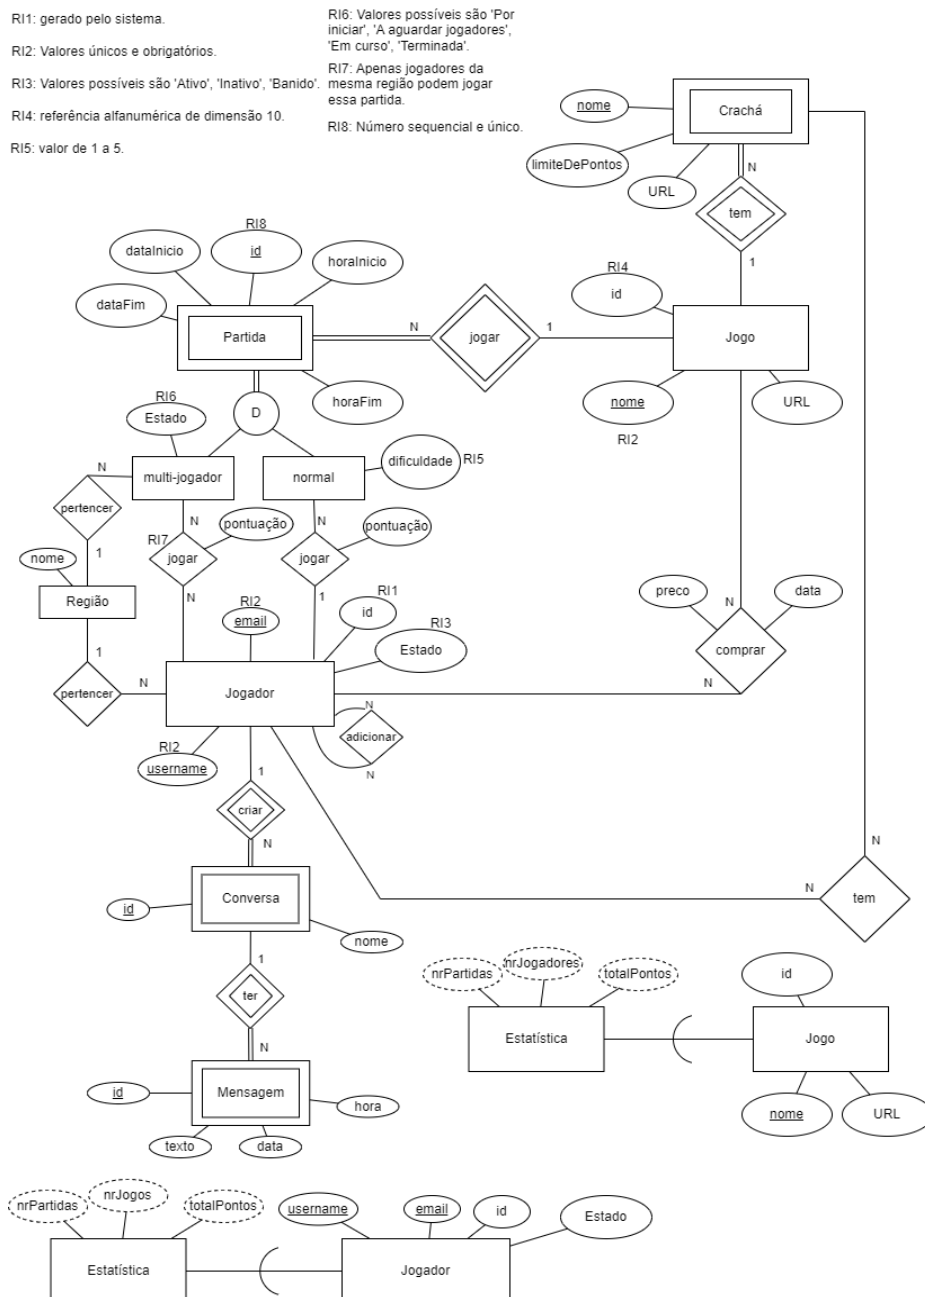 RI1: gerado pelo sistema.
RI2: Valores únicos e obrigatórios.
RI3: Valores possíveis são 'Ativo', 'Inativo', 'Banido'.
RI4: referência alfanumérica de dimensão 10.
RI5: valor de 1 a 5.
RI6: Valores possíveis são 'Por
iniciar', 'A aguardar jogadores',
'Em curso', 'Terminada'.
RI7: Apenas jogadores da
mesma região podem jogar
essa partida.
RI8: Número sequencial e único.
nome
Crachá
limiteDePontos
URL
N
tem
1
RI8
dataInicio
id
horaInicio
dataFim
Partida
N
jogar
1
RI4
id
Jogo
nome
URL
RI2
horaFim
D
RI6
Estado
multi-jogador
normal
dificuldade
RI5
N
pertencer
1
N
pontuação
N
pontuação
RI7
jogar
jogar
nome
Região
N
1
RI2
email
RI1
id
RI3
Estado
preco
data
N
comprar
N
1
pertencer
N
Jogador
N
adicionar
N
RI2
username
1
criar
N
Conversa
id
nome
N
N
tem
1
ter
N
Mensagem
id
hora
texto
data
nrPartidas
nrJogadores
totalPontos
Estatística
id
Jogo
nome
URL
nrPartidas
nrJogos
totalPontos
Estatística
username
email
id
Estado
Jogador